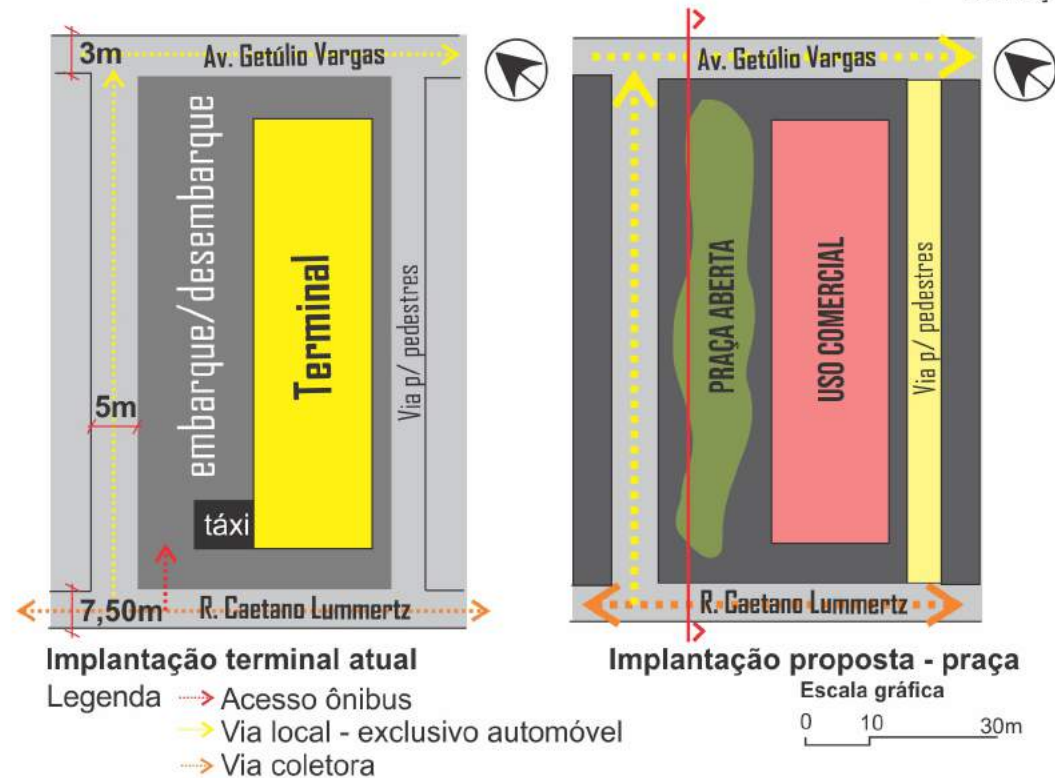 3m
Av. Getúlio Vargas
embarque/desembarque
Terminal
Via p/ pedestres
5m
táxi
7,50m
R. Caetano Lummertz
Implantação terminal atual
Legenda
Acesso ônibus
Via local - exclusivo automóvel
Via coletora
Av. Getúlio Vargas
PRAÇA ABERTA
USO COMERCIAL
Via p/ pedestres
R. Caetano Lummertz
Implantação proposta - praça
Escala gráfica
0 10 30m